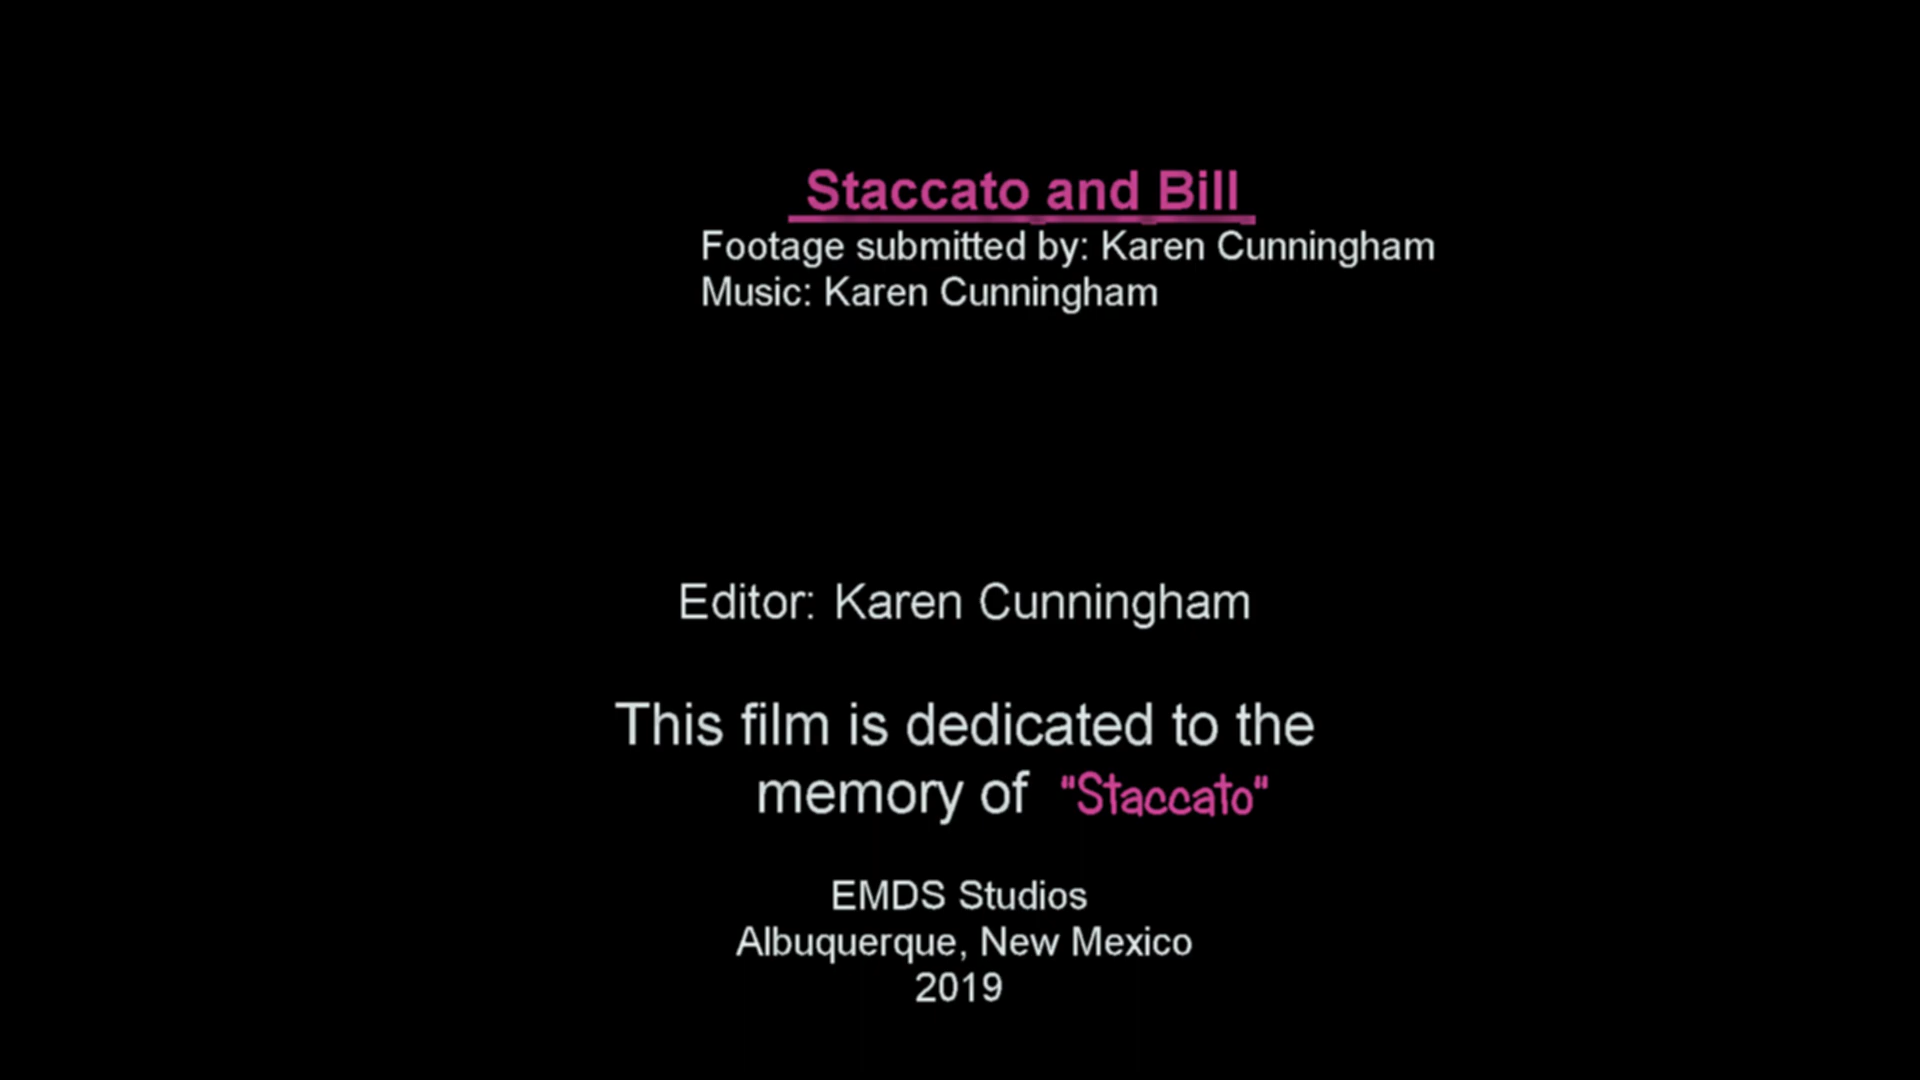 Staccato and Bill
Footage submitted by: Karen Cunningham
Music: Karen Cunningham
Editor: Karen Cunningham
This film is dedicated to the
memory of "Staccato"
EMDS Studios
Albuquerque, New Mexico
2019